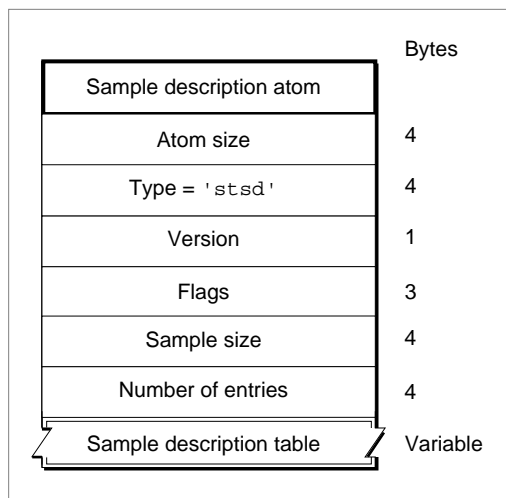 Bytes
Sample description atom
Atom size 4
Type = 'stsd' 4
Version 1
Flags 3
Sample size 4
Number of entries 4
Sample description table Variable